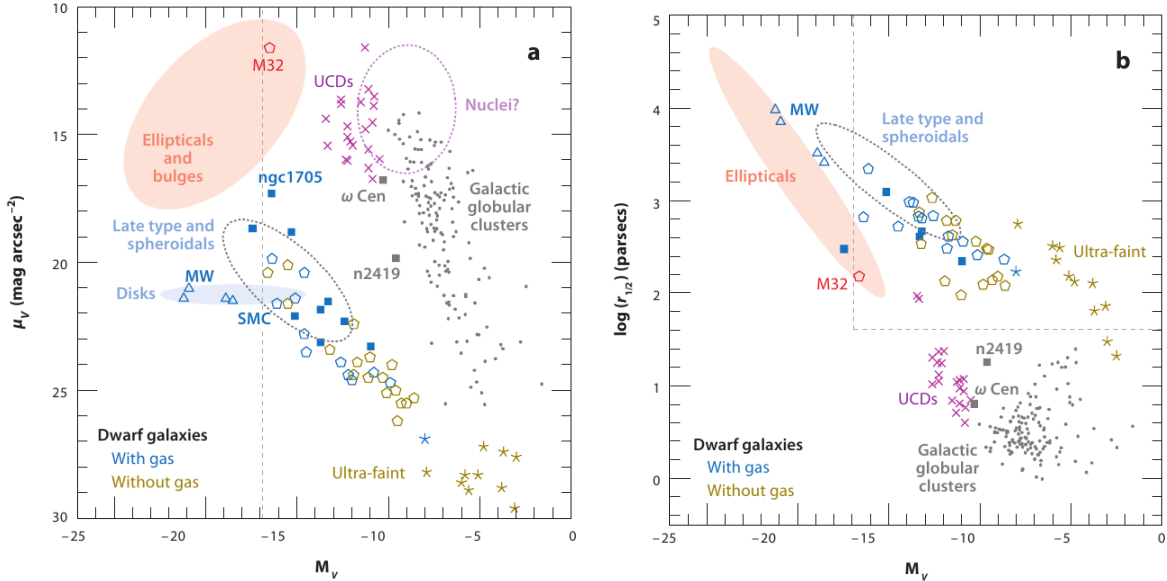 a
10
15
20
25
30
μV (mag arcsec−2)
M32
UCDs
Nuclei?
Ellipticals
and
bulges
ngc1705
ω Cen
Galactic
globular
clusters
Late type and
spheroidals
n2419
MW
Disks
SMC
Dwarf galaxies
With gas
Without gas
Ultra-faint
−25
−20
−15
−10
−5
0
MV
b
5
4
3
2
1
0
log (r1/2) (parsecs)
MW
Late type and
spheroidals
Ellipticals
Ultra-faint
M32
n2419
UCDs
ω Cen
Dwarf galaxies
With gas
Without gas
Galactic
globular
clusters
−25
−20
−15
−10
−5
0
MV